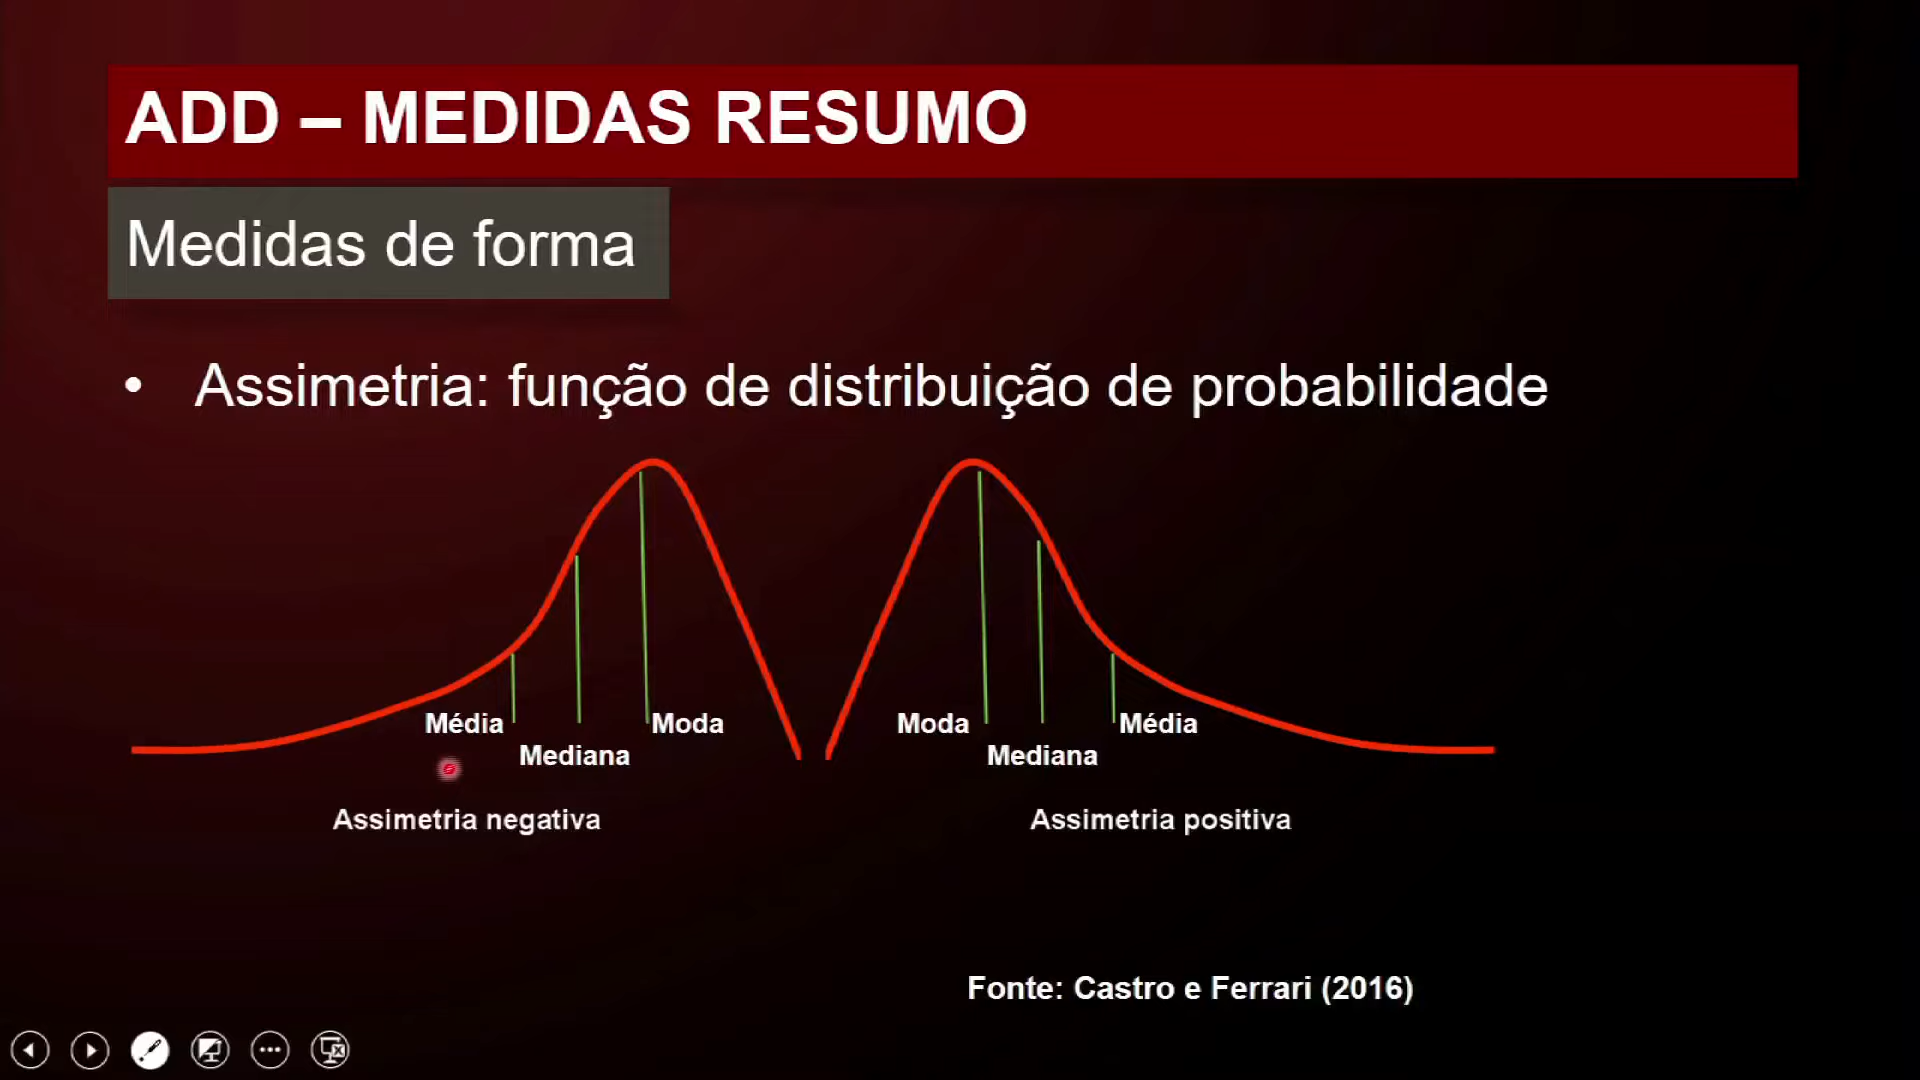 ADD – MEDIDAS RESUMO
Medidas de forma
• Assimetria: função de distribuição de probabilidade
Média
Moda
Mediana
Assimetria negativa
Moda
Média
Mediana
Assimetria positiva
Fonte: Castro e Ferrari (2016)